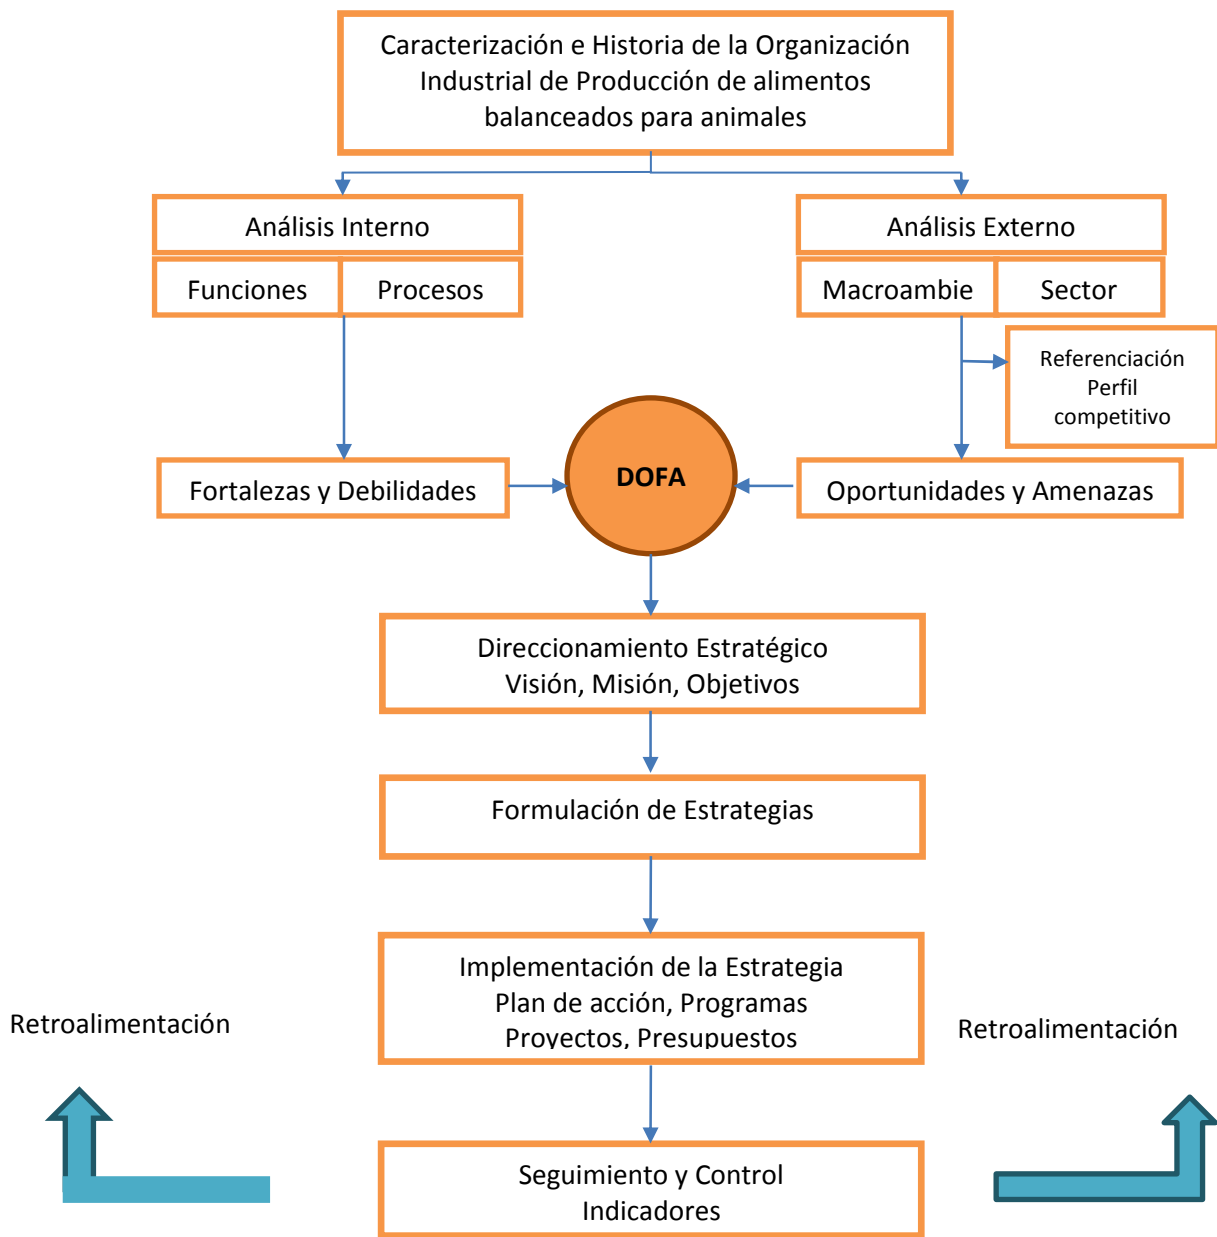 Caracterización e Historia de la Organización
Industrial de Producción de alimentos
balanceados para animales
Análisis Interno
Análisis Externo
Funciones
Procesos
Macroambie
Sector
Referenciación
Perfil
competitivo
Fortalezas y Debilidades
DOFA
Oportunidades y Amenazas
Direccionamiento Estratégico
Visión, Misión, Objetivos
Formulación de Estrategias
Implementación de la Estrategia
Plan de acción, Programas
Proyectos, Presupuestos
Retroalimentación
Retroalimentación
Seguimiento y Control
Indicadores